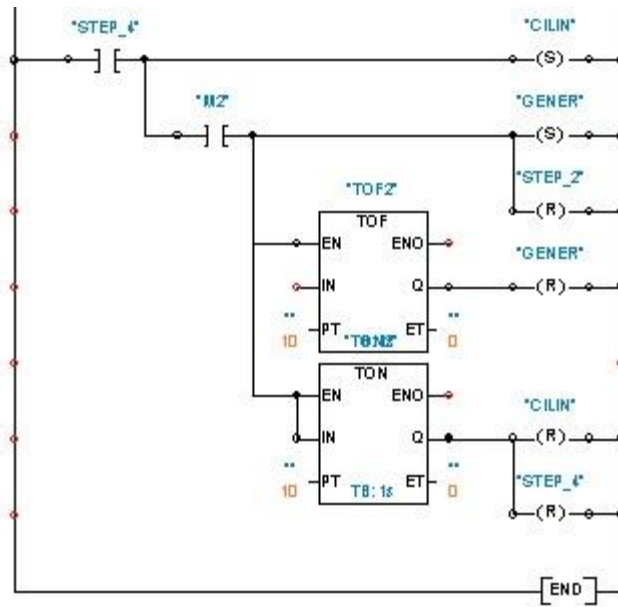 "STEP_4" "CILIN"
(S)
"M2" "GENER"
(S)
"STEP_2"
"TOF2"
(R)
TOF
EN ENO "GENER"
IN Q (R)
" "
PT ET
10 0
TON
EN ENO "CILIN"
IN Q (R)
" " "STEP_4"
PT ET
10 TB: 1s 0
(R)
END